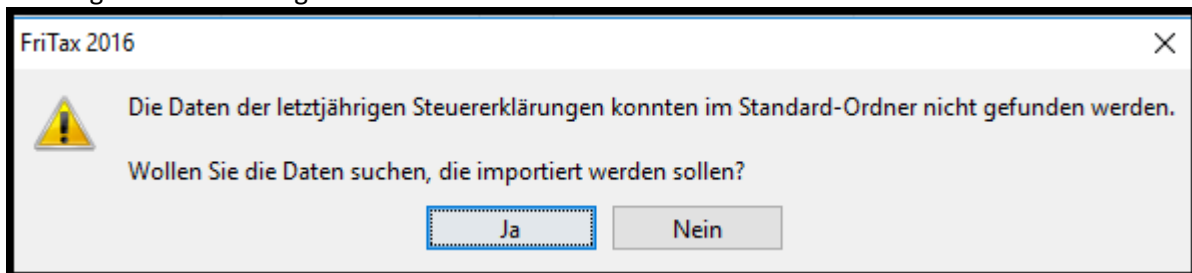 FriTax 2016
Die Daten der letztjährigen Steuererklärungen konnten im Standard-Ordner nicht gefunden werden.
Wollen Sie die Daten suchen, die importiert werden sollen?
Ja
Nein